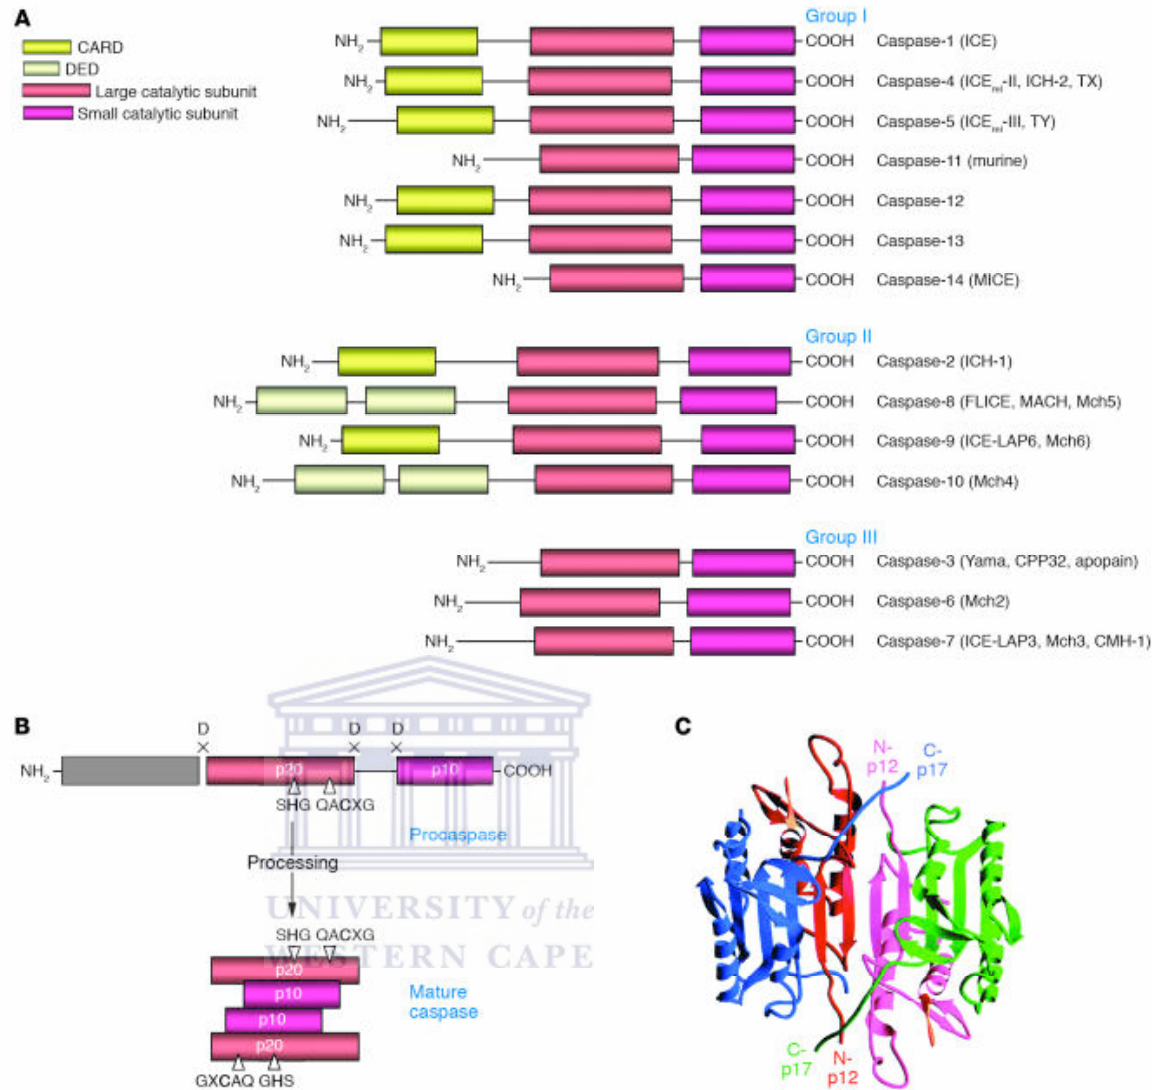 A
CARD
DED
Large catalytic subunit
Small catalytic subunit
Group I
NH2 COOH Caspase-1 (ICE)
NH2 COOH Caspase-4 (ICErel-II, ICH-2, TX)
NH2 COOH Caspase-5 (ICErel-III, TY)
NH2 COOH Caspase-11 (murine)
NH2 COOH Caspase-12
NH2 COOH Caspase-13
NH2 COOH Caspase-14 (MICE)
Group II
NH2 COOH Caspase-2 (ICH-1)
NH2 COOH Caspase-8 (FLICE, MACH, Mch5)
NH2 COOH Caspase-9 (ICE-LAP6, Mch6)
NH2 COOH Caspase-10 (Mch4)
Group III
NH2 COOH Caspase-3 (Yama, CPP32, apopain)
NH2 COOH Caspase-6 (Mch2)
NH2 COOH Caspase-7 (ICE-LAP3, Mch3, CMH-1)
B
D D D
NH2 p20 p10 COOH
SHG QACXG
Procaspase
Processing
UNIVERSITY of the
SHG QACXG
WESTERN CAPE
p20
p10
Mature
caspase
p10
p20
GXCAQ GHS
C
N-
p12
C-
p17
C-
p17
N-
p12